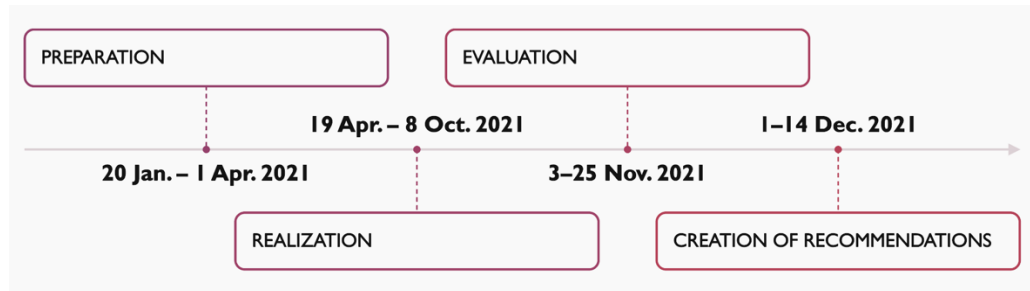 PREPARATION
EVALUATION
19 Apr. – 8 Oct. 2021
1–14 Dec. 2021
20 Jan. – 1 Apr. 2021
3–25 Nov. 2021
REALIZATION
CREATION OF RECOMMENDATIONS